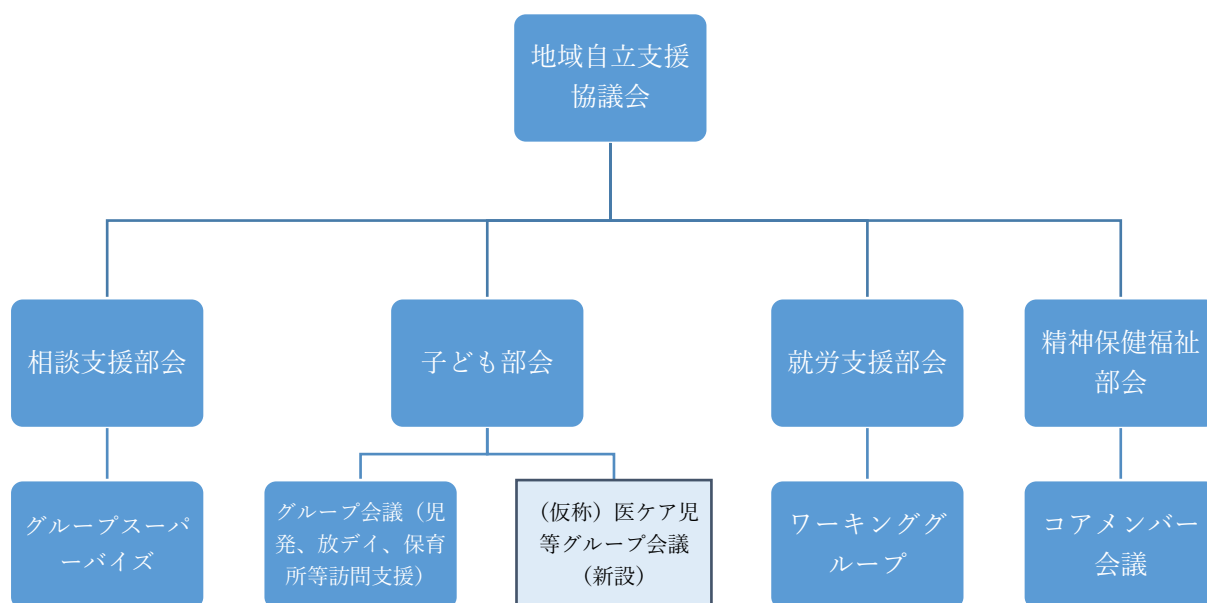 地域自立支援
協議会
相談支援部会
子ども部会
就労支援部会
精神保健福祉
部会
グループスーパ
ーバイズ
グループ会議（児
発、放デイ、保育
所等訪問支援）
（仮称）医ケア児
等グループ会議
（新設）
ワーキンググ
ループ
コアメンバー
会議